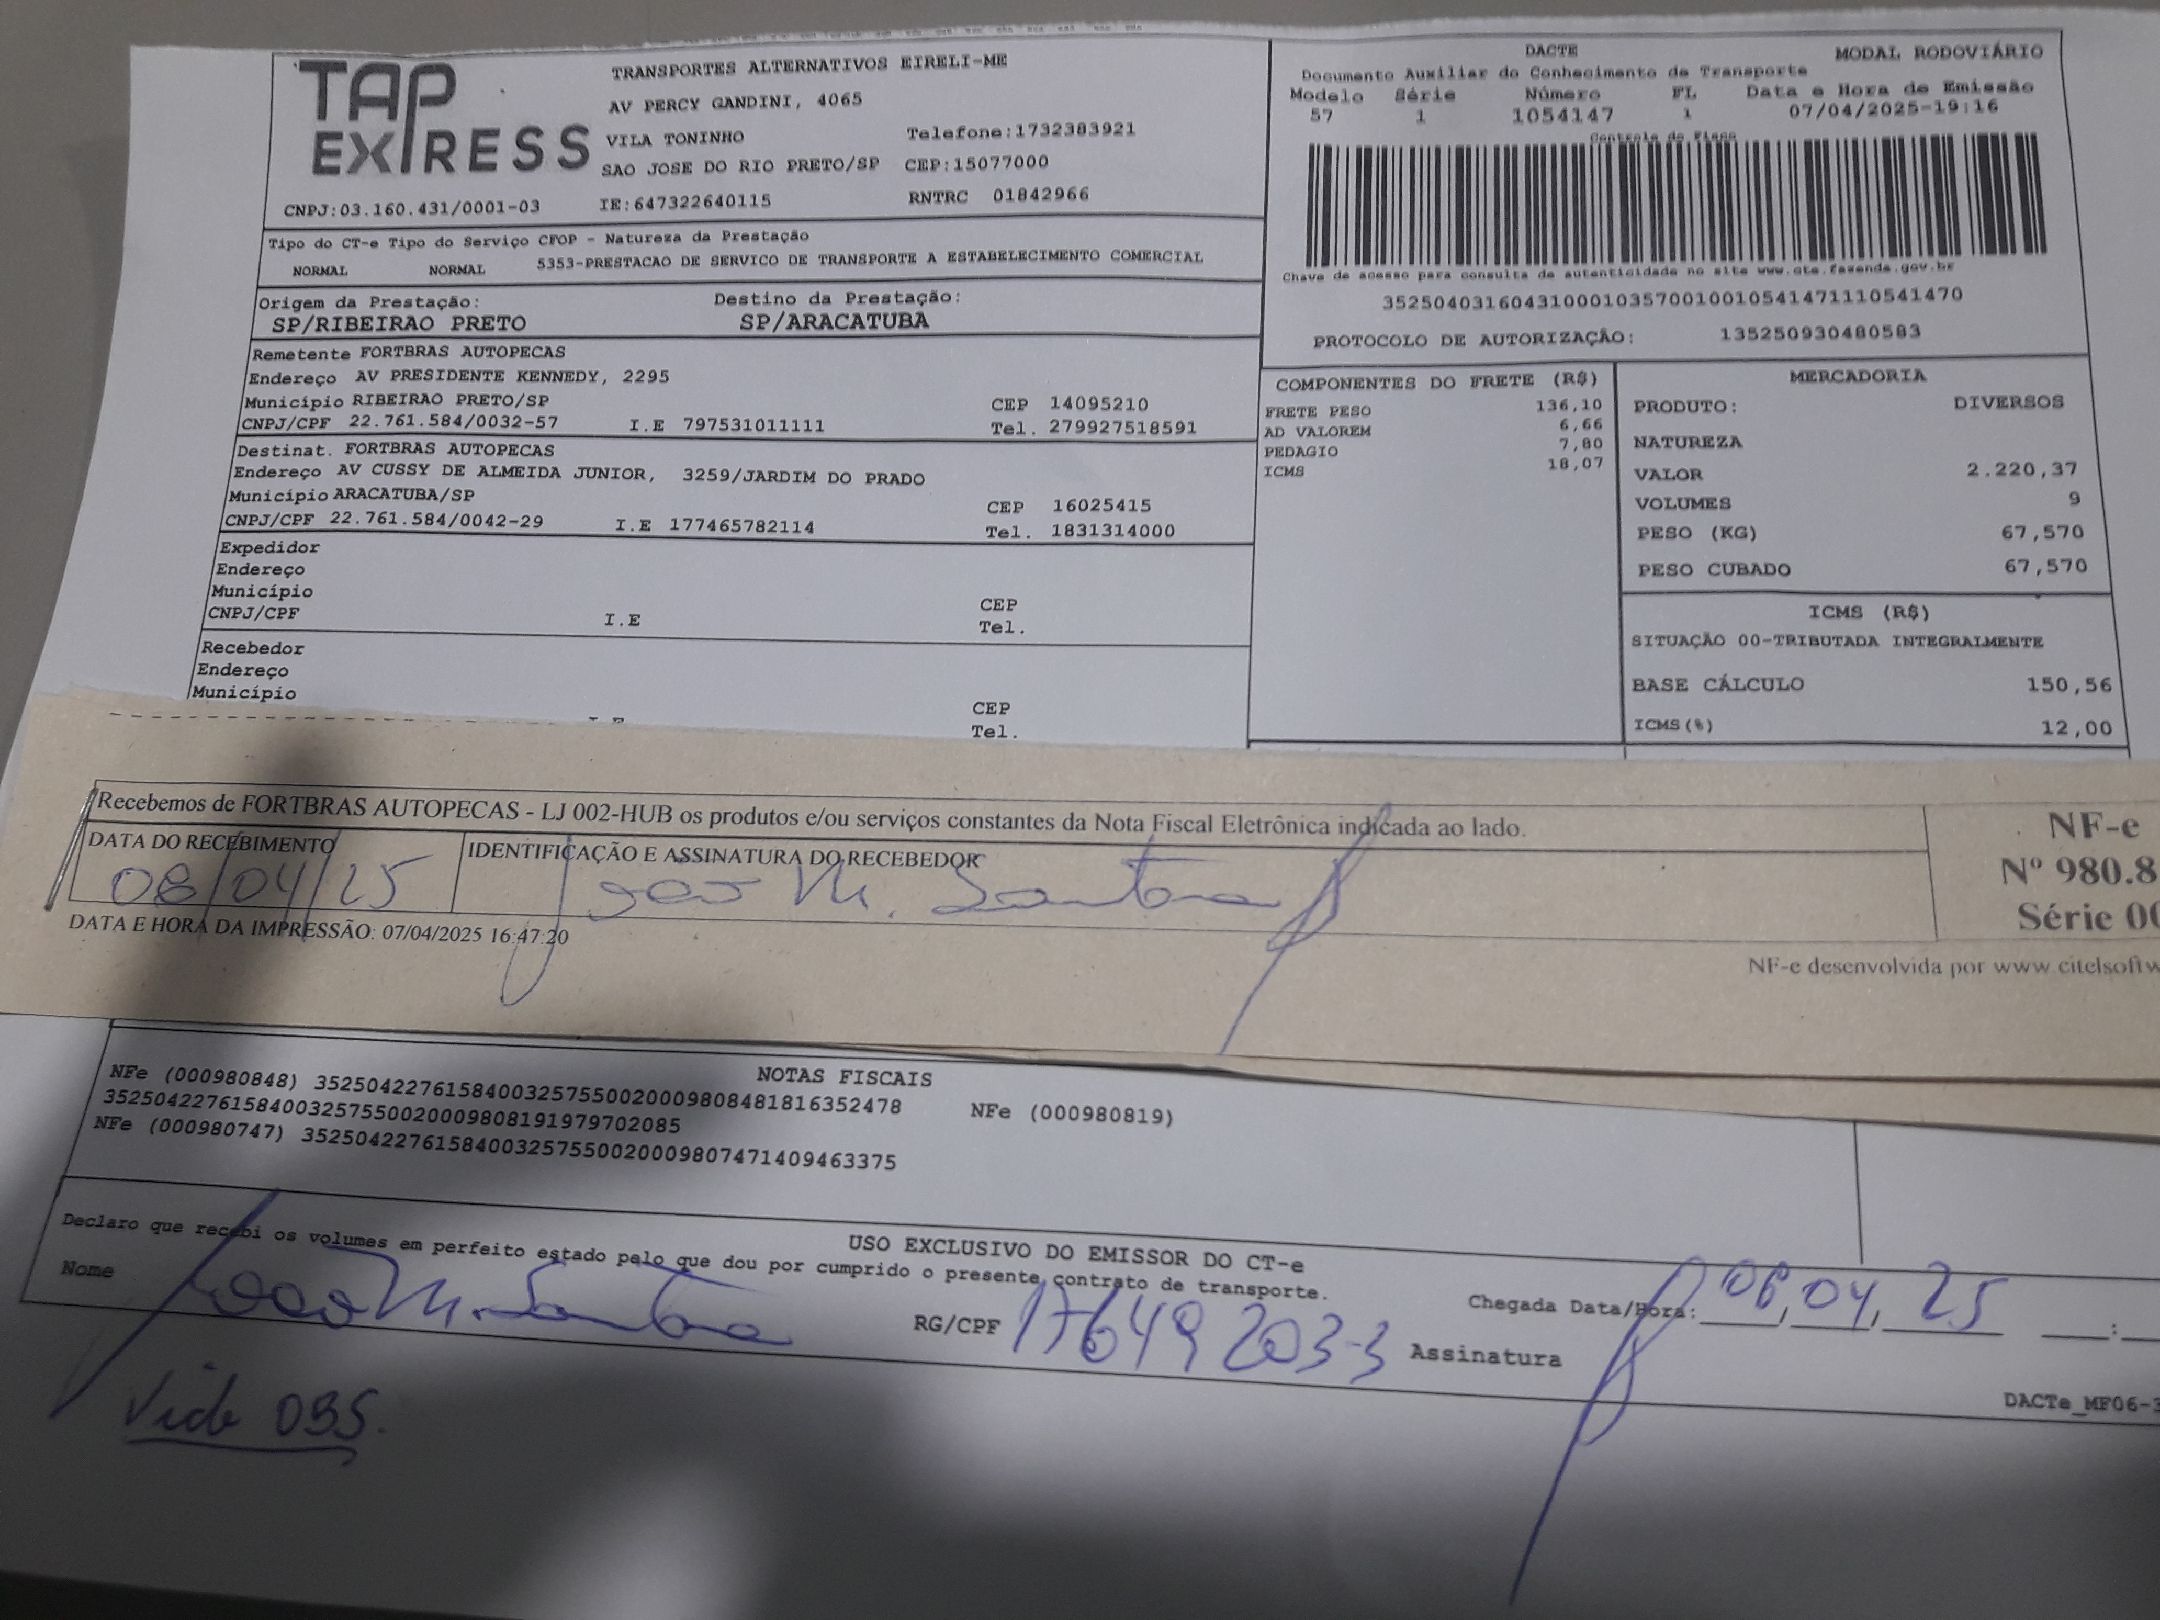 TAP EXPRESS
TRANSPORTES ALTERNATIVOS EIRELI-ME
AV PERCY GANDINI, 4065
VILA TONINHO Telefone:1732383921
SAO JOSE DO RIO PRETO/SP CEP:15077000
CNPJ:03.160.431/0001-03 IE:647322640115 RNTRC 01842966
DACTE MODAL RODOVIÁRIO
Documento Auxiliar do Conhecimento de Transporte
Modelo Série Número FL Data e Hora de Emissão
57 1 1054147 1 07/04/2025-19:16
Controle do Fisco
Chave de acesso para consulta de autenticidade no site www.cte.fazenda.gov.br
35250403160431000103570010010541471110541470
PROTOCOLO DE AUTORIZAÇÃO: 135250930480583
Tipo do CT-e Tipo do Serviço CFOP - Natureza da Prestação
NORMAL NORMAL 5353-PRESTACAO DE SERVICO DE TRANSPORTE A ESTABELECIMENTO COMERCIAL
Origem da Prestação: Destino da Prestação:
SP/RIBEIRAO PRETO SP/ARACATUBA
Remetente FORTBRAS AUTOPECAS
Endereço AV PRESIDENTE KENNEDY, 2295
Município RIBEIRAO PRETO/SP CEP 14095210
CNPJ/CPF 22.761.584/0032-57 I.E 797531011111 Tel. 279927518591
Destinat. FORTBRAS AUTOPECAS
Endereço AV CUSSY DE ALMEIDA JUNIOR, 3259/JARDIM DO PRADO
Município ARACATUBA/SP CEP 16025415
CNPJ/CPF 22.761.584/0042-29 I.E 177465782114 Tel. 1831314000
Expedidor
Endereço
Município CEP
CNPJ/CPF I.E Tel.
Recebedor
Endereço
Município CEP
I.E Tel.
COMPONENTES DO FRETE (R$)
FRETE PESO 136,10
AD VALOREM 6,66
PEDAGIO 7,80
ICMS 18,07
MERCADORIA
PRODUTO: DIVERSOS
NATUREZA
VALOR 2.220,37
VOLUMES 9
PESO (KG) 67,570
PESO CUBADO 67,570
ICMS (R$)
SITUAÇÃO 00-TRIBUTADA INTEGRALMENTE
BASE CÁLCULO 150,56
ICMS(%) 12,00
Recebemos de FORTBRAS AUTOPECAS - LJ 002-HUB os produtos e/ou serviços constantes da Nota Fiscal Eletrônica indicada ao lado.
DATA DO RECEBIMENTO IDENTIFICAÇÃO E ASSINATURA DO RECEBEDOR
08/04/25 João M. Santana
DATA E HORA DA IMPRESSÃO: 07/04/2025 16:47:20
NF-e
Nº 980.8
Série 00
NF-e desenvolvida por www.citelsoftw
NOTAS FISCAIS
NFe (000980848) 35250422761584003257550020009808481816352478 NFe (000980819)
35250422761584003257550020009808191979702085
NFe (000980747) 35250422761584003257550020009807471409463375
USO EXCLUSIVO DO EMISSOR DO CT-e
Declaro que recebi os volumes em perfeito estado pelo que dou por cumprido o presente contrato de transporte.
Nome João M. Santana RG/CPF 17649203-3 Assinatura Chegada Data/Hora: 08/04/25 :
DACTe_MF06-3
Vide OBS.